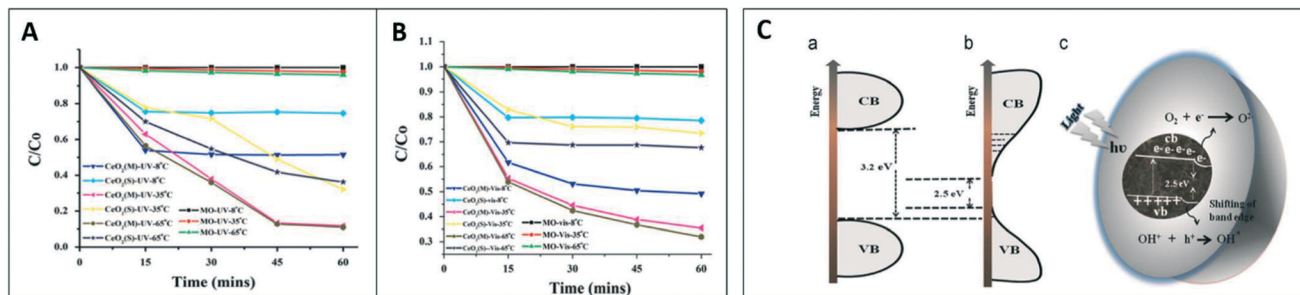 A
C/Co
1.0
0.8
0.6
0.4
0.2
0.0
CeO₂(M)-UV-8°C
CeO₂(S)-UV-8°C
CeO₂(M)-UV-35°C
CeO₂(S)-UV-35°C
CeO₂(M)-UV-65°C
CeO₂(S)-UV-65°C
MO-UV-8°C
MO-UV-35°C
MO-UV-65°C
0 15 30 45 60
Time (mins)
B
C/Co
1.1
1.0
0.9
0.8
0.7
0.6
0.5
0.4
0.3
CeO₂(M)-Vis-8°C
CeO₂(S)-vis-8°C
CeO₂(M)-Vis-35°C
CeO₂(S)-Vis-35°C
CeO₂(M)-Vis-65°C
CeO₂(S)--Vis-65°C
MO-vis-8°C
MO-Vis-35°C
MO-Vis-65°C
0 15 30 45 60
Time (mins)
C
a
Energy
CB
3.2 eV
VB
b
Energy
CB
2.5 eV
VB
c
Light
hυ
O₂ + e⁻ → O²⁻
cb
e- e- e- e- e-
2.5 eV
+++++
vb
Shifting of
band edge
OH⁺ + h⁺ → OH*